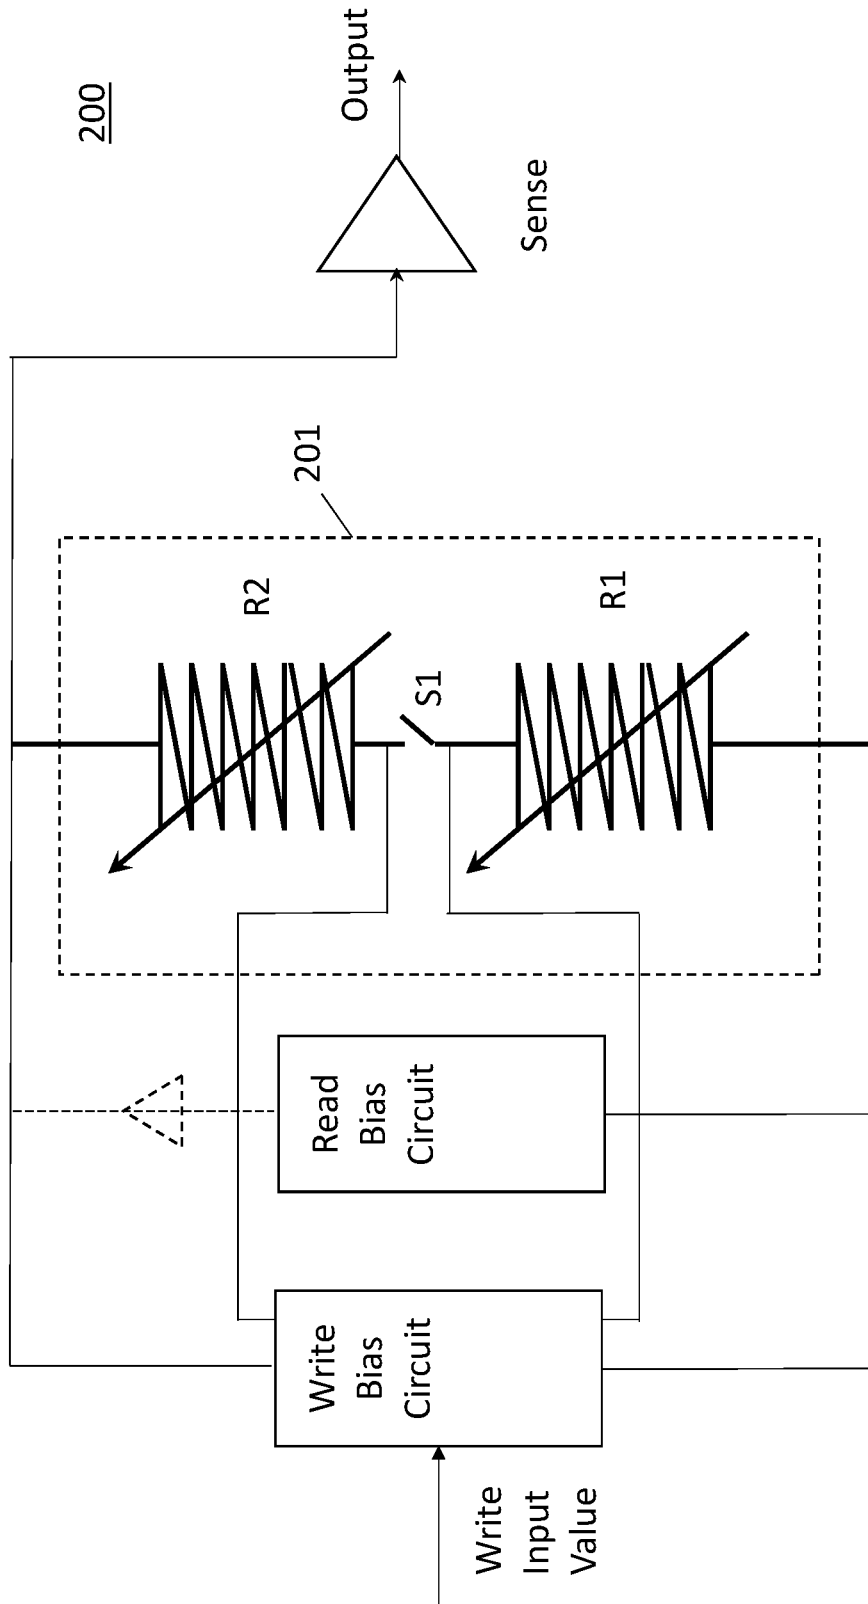 200
Output
Sense
201
R2
S1
R1
Read
Bias
Circuit
Write
Bias
Circuit
Write
Input
Value